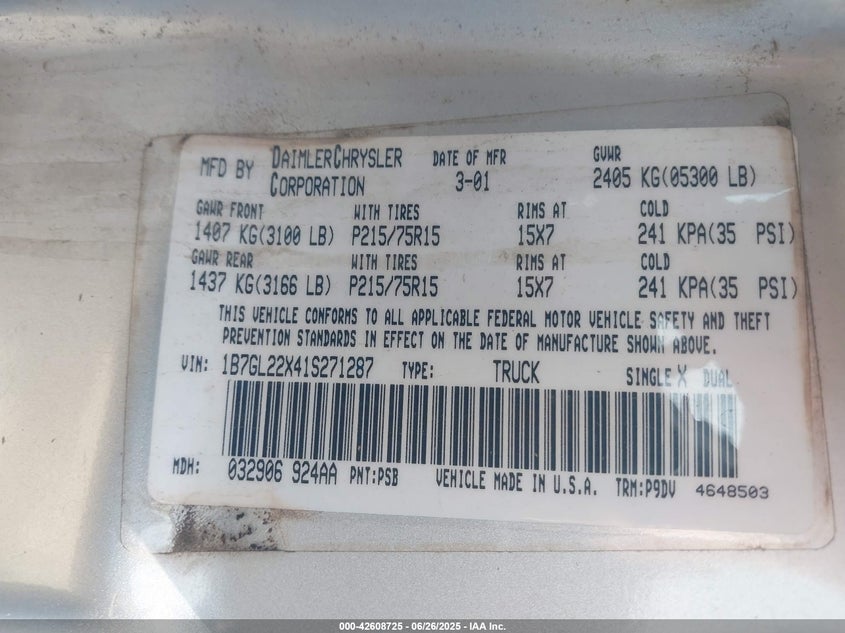 MFD BY DAIMLERCHRYSLER CORPORATION DATE OF MFR 3-01 GVWR 2405 KG(05300 LB)
GAWR FRONT WITH TIRES RIMS AT COLD
1407 KG(3100 LB) P215/75R15 15X7 241 KPA(35 PSI)
GAWR REAR WITH TIRES RIMS AT COLD
1437 KG(3166 LB) P215/75R15 15X7 241 KPA(35 PSI)
THIS VEHICLE CONFORMS TO ALL APPLICABLE FEDERAL MOTOR VEHICLE SAFETY AND THEFT
PREVENTION STANDARDS IN EFFECT ON THE DATE OF MANUFACTURE SHOWN ABOVE.
VIN: 1B7GL22X41S271287 TYPE: TRUCK SINGLE X DUAL
MDH: 032906 924AA PNT:PSB VEHICLE MADE IN U.S.A. TRM:P9DV 4648503
000-42608725 - 06/26/2025 - IAA Inc.